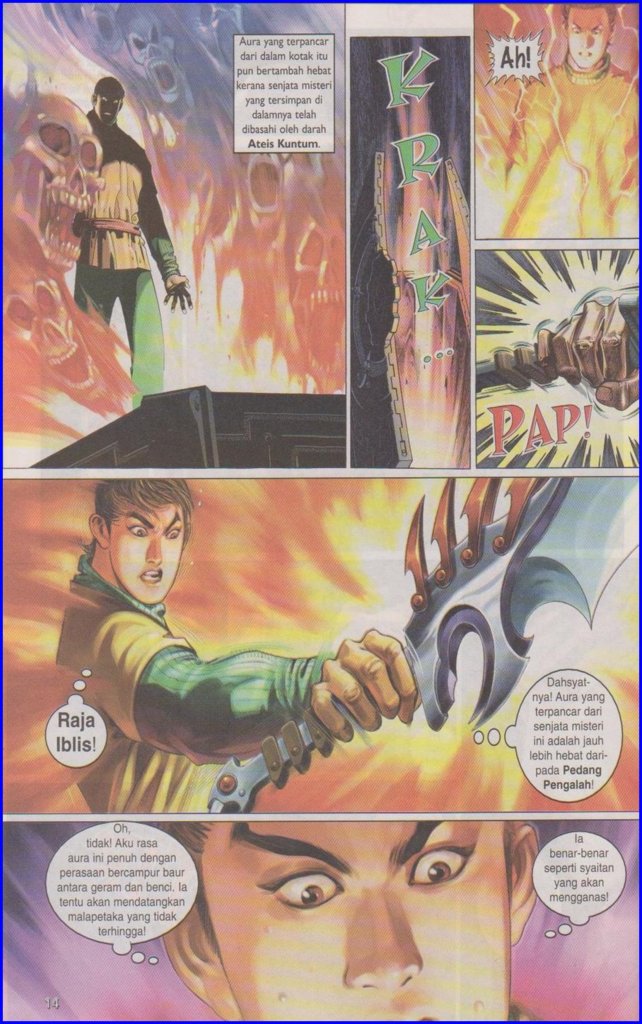 Aura yang terpancar
dari dalam kotak itu
pun bertambah hebat
kerana senjata misteri
yang tersimpan di
dalamnya telah
dibasahi oleh darah
Ateis Kuntum.
KRAK...
Ah!
PAP!
Raja
Iblis!
Dahsyat-
nya! Aura yang
terpancar dari
senjata misteri
ini adalah jauh
lebih hebat dari-
pada Pedang
Pengalah!
Oh,
tidak! Aku rasa
aura ini penuh dengan
perasaan bercampur baur
antara geram dan benci. Ia
tentu akan mendatangkan
malapetaka yang tidak
terhingga!
Ia
benar-benar
seperti syaitan
yang akan
mengganas!
14